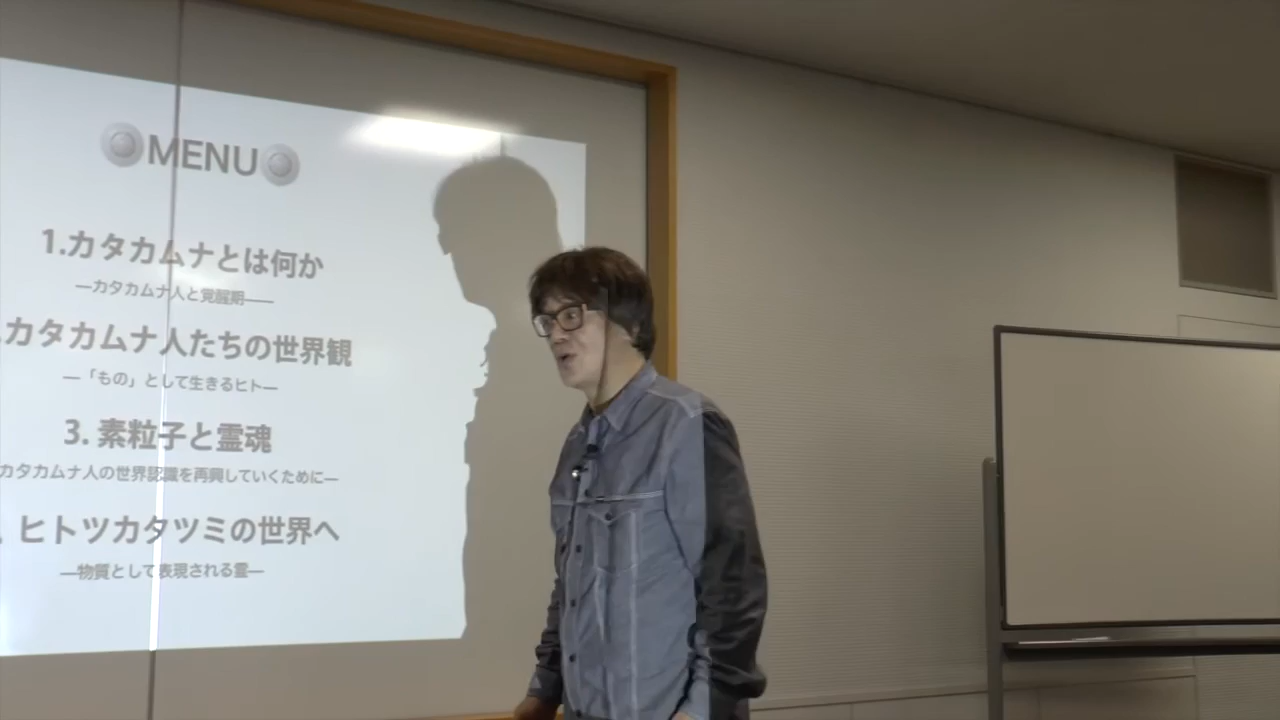 MENU
1.カタカムナとは何か
―カタカムナ人と覚醒期――
.カタカムナ人たちの世界観
―「もの」として生きるヒト―
3. 素粒子と霊魂
カタカムナ人の世界認識を再興していくために―
. ヒトツカタツミの世界へ
―物質として表現される霊―